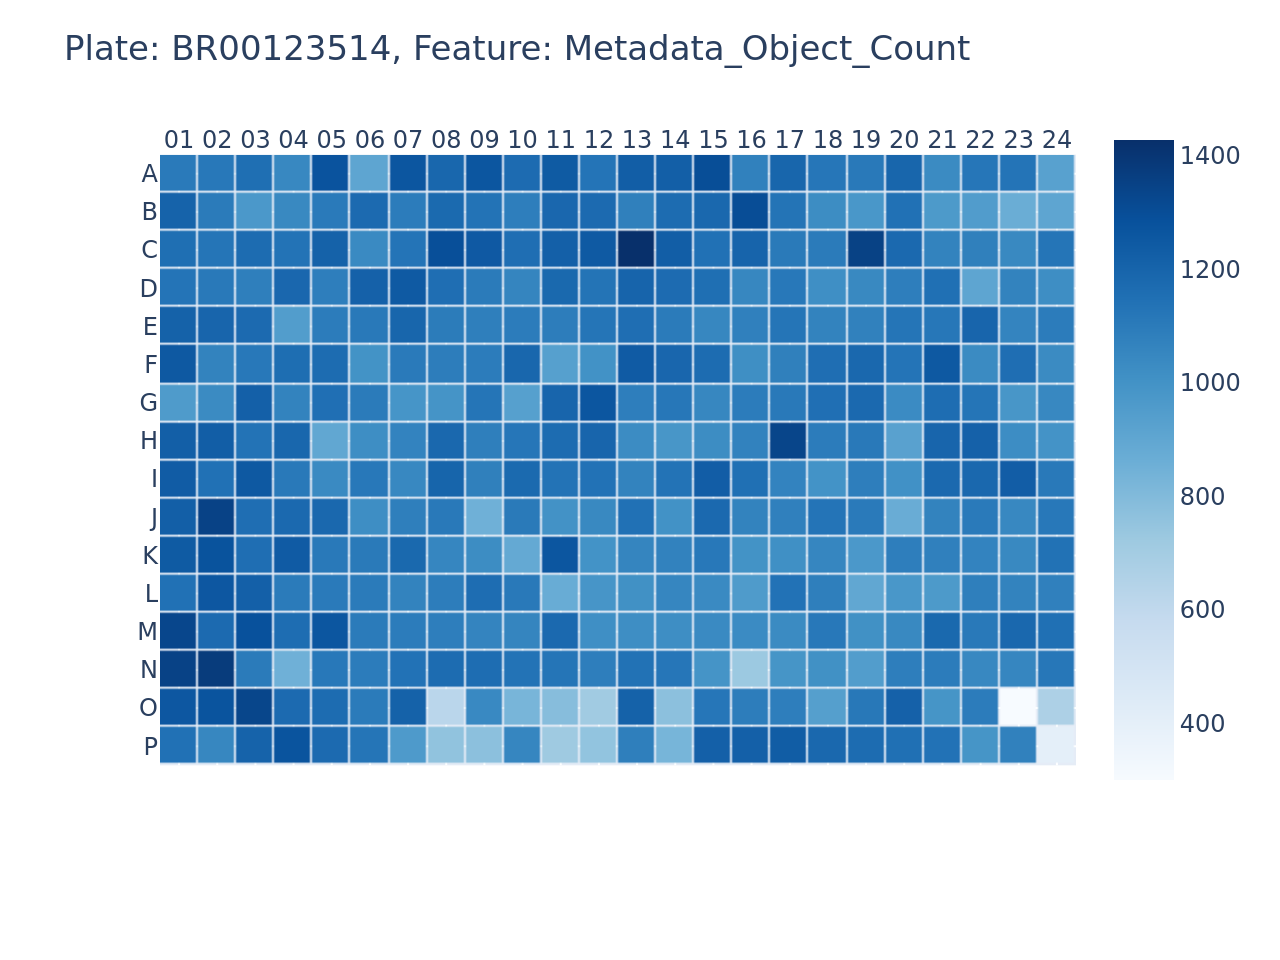 Plate: BR00123514, Feature: Metadata_Object_Count
01 02 03 04 05 06 07 08 09 10 11 12 13 14 15 16 17 18 19 20 21 22 23 24
A
B
C
D
E
F
G
H
I
J
K
L
M
N
O
P
1400
1200
1000
800
600
400